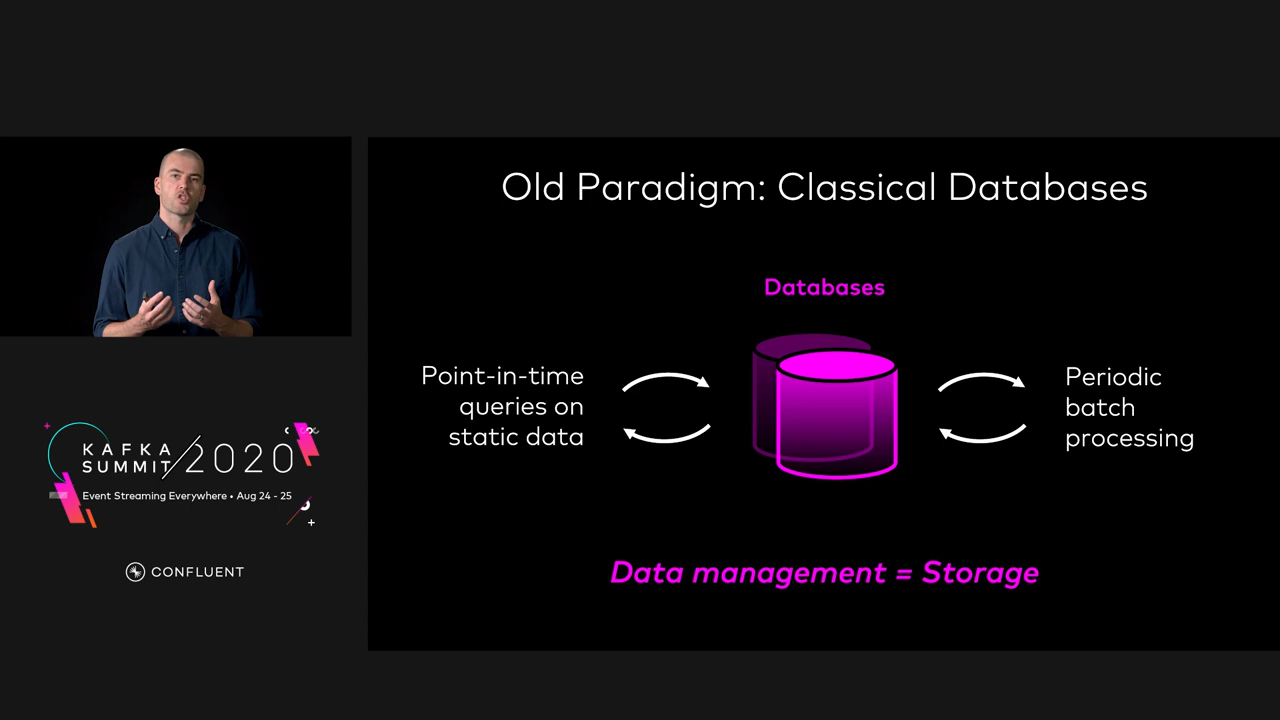 Old Paradigm: Classical Databases
Databases
Point-in-time
queries on
static data
Periodic
batch
processing
Data management = Storage
KAFKA
SUMMIT
2020
Event Streaming Everywhere • Aug 24 - 25
CONFLUENT